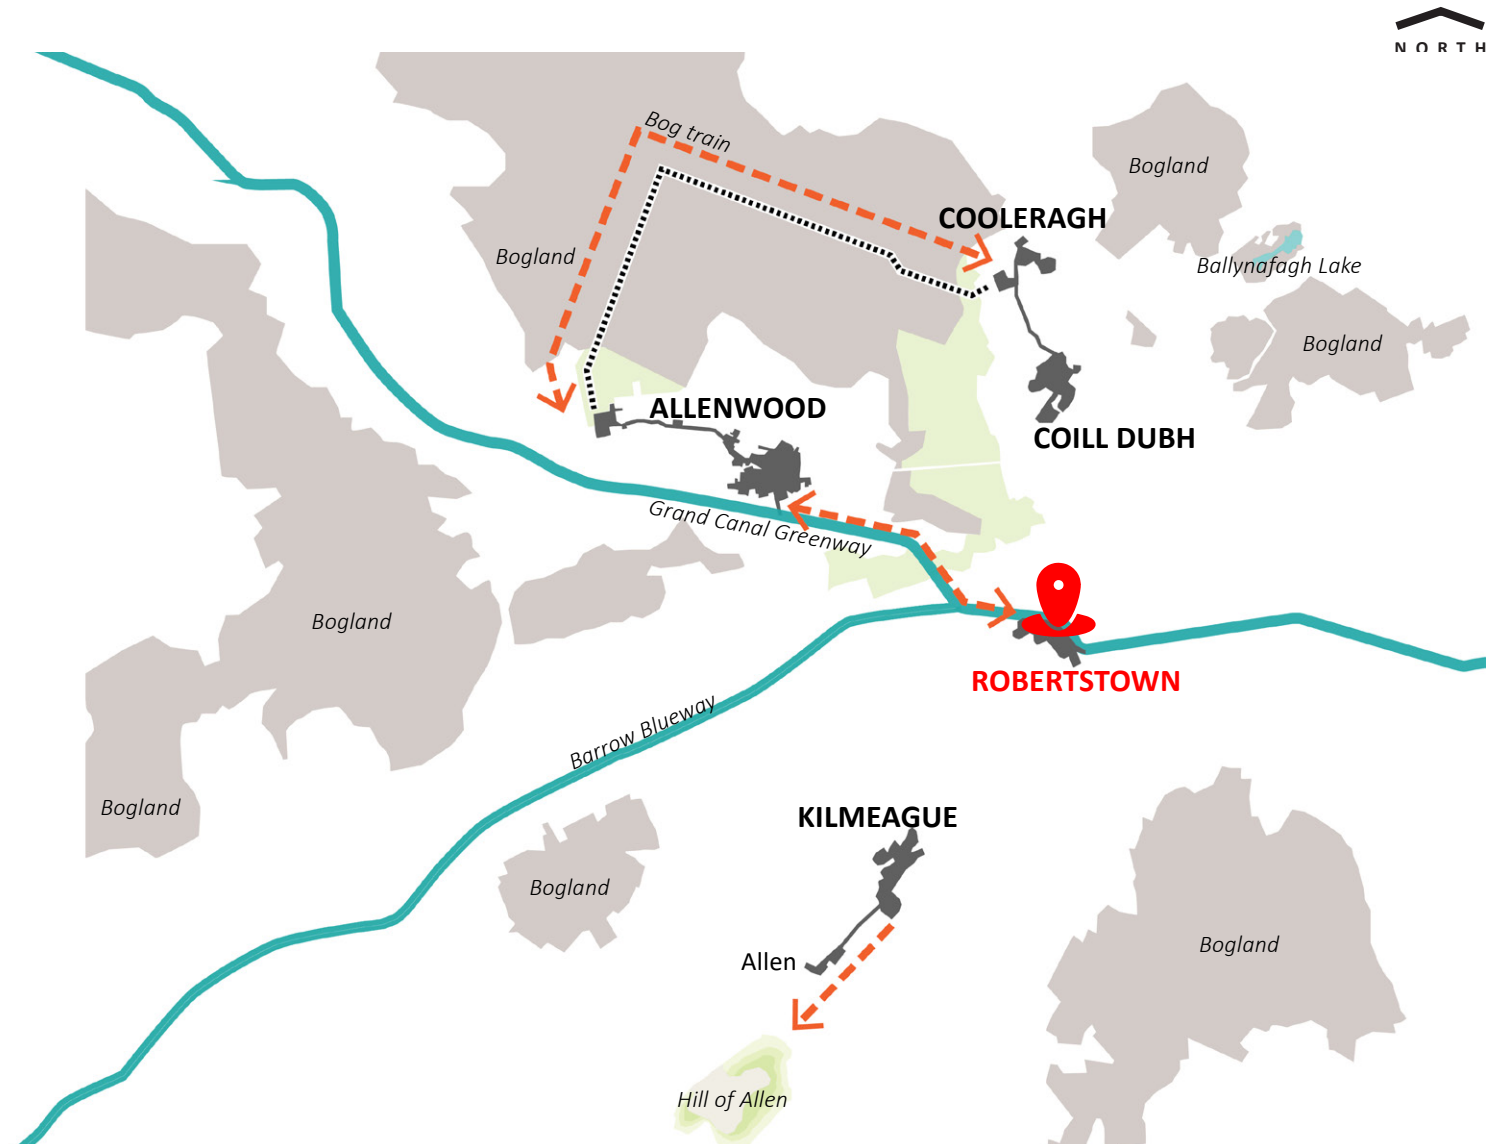 NORTH
Bog train
Bogland
COOLERAGH
Bogland
Ballynafagh Lake
Bogland
ALLENWOOD
COILL DUBH
Grand Canal Greenway
Bogland
ROBERTSTOWN
Barrow Blueway
Bogland
KILMEAGUE
Bogland
Allen
Bogland
Hill of Allen